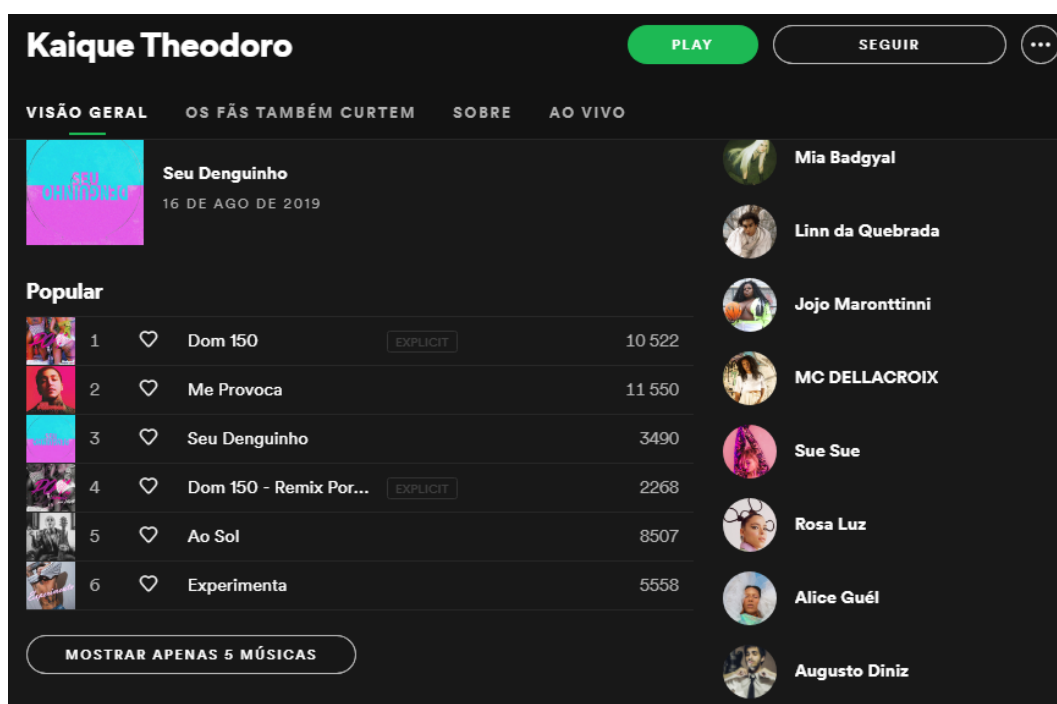 Kaique Theodoro
PLAY
SEGUIR
VISÃO GERAL OS FÃS TAMBÉM CURTEM SOBRE AO VIVO
SEU
DENGUINHO
Seu Denguinho
16 DE AGO DE 2019
Popular
1 Dom 150 EXPLICIT 10 522
2 Me Provoca 11 550
3 Seu Denguinho 3490
4 Dom 150 - Remix Por... EXPLICIT 2268
5 Ao Sol 8507
6 Experimenta 5558
MOSTRAR APENAS 5 MÚSICAS
Mia Badgyal
Linn da Quebrada
Jojo Maronttinni
MC DELLACROIX
Sue Sue
Rosa Luz
Alice Guél
Augusto Diniz